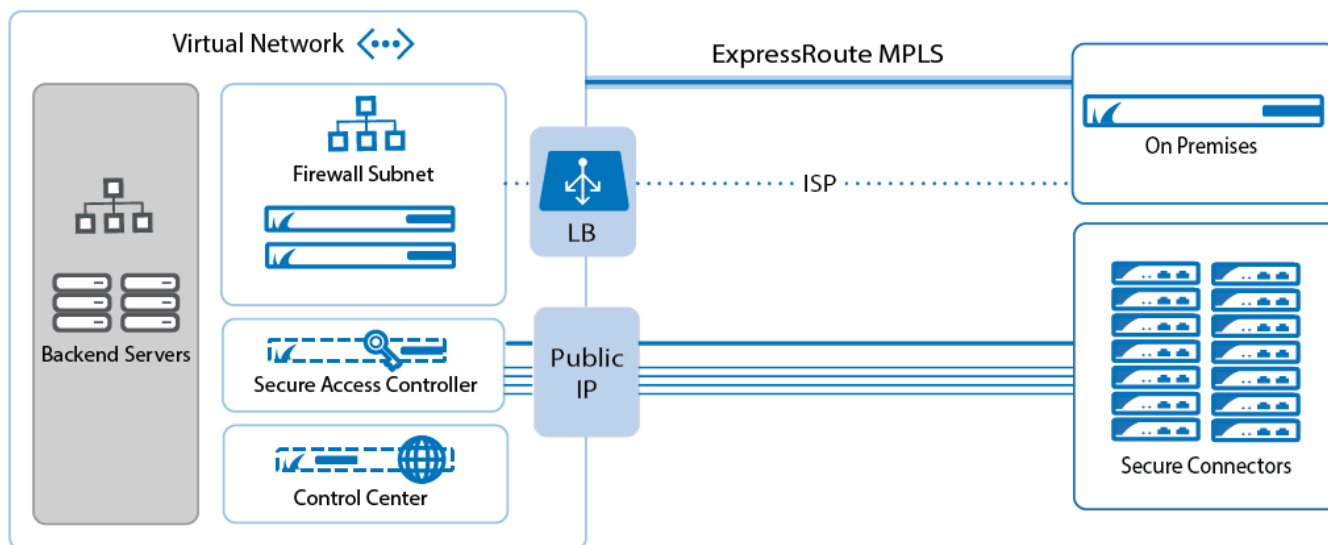 Virtual Network
ExpressRoute MPLS
On Premises
Firewall Subnet
ISP
LB
Backend Servers
Public
IP
Secure Access Controller
Secure Connectors
Control Center